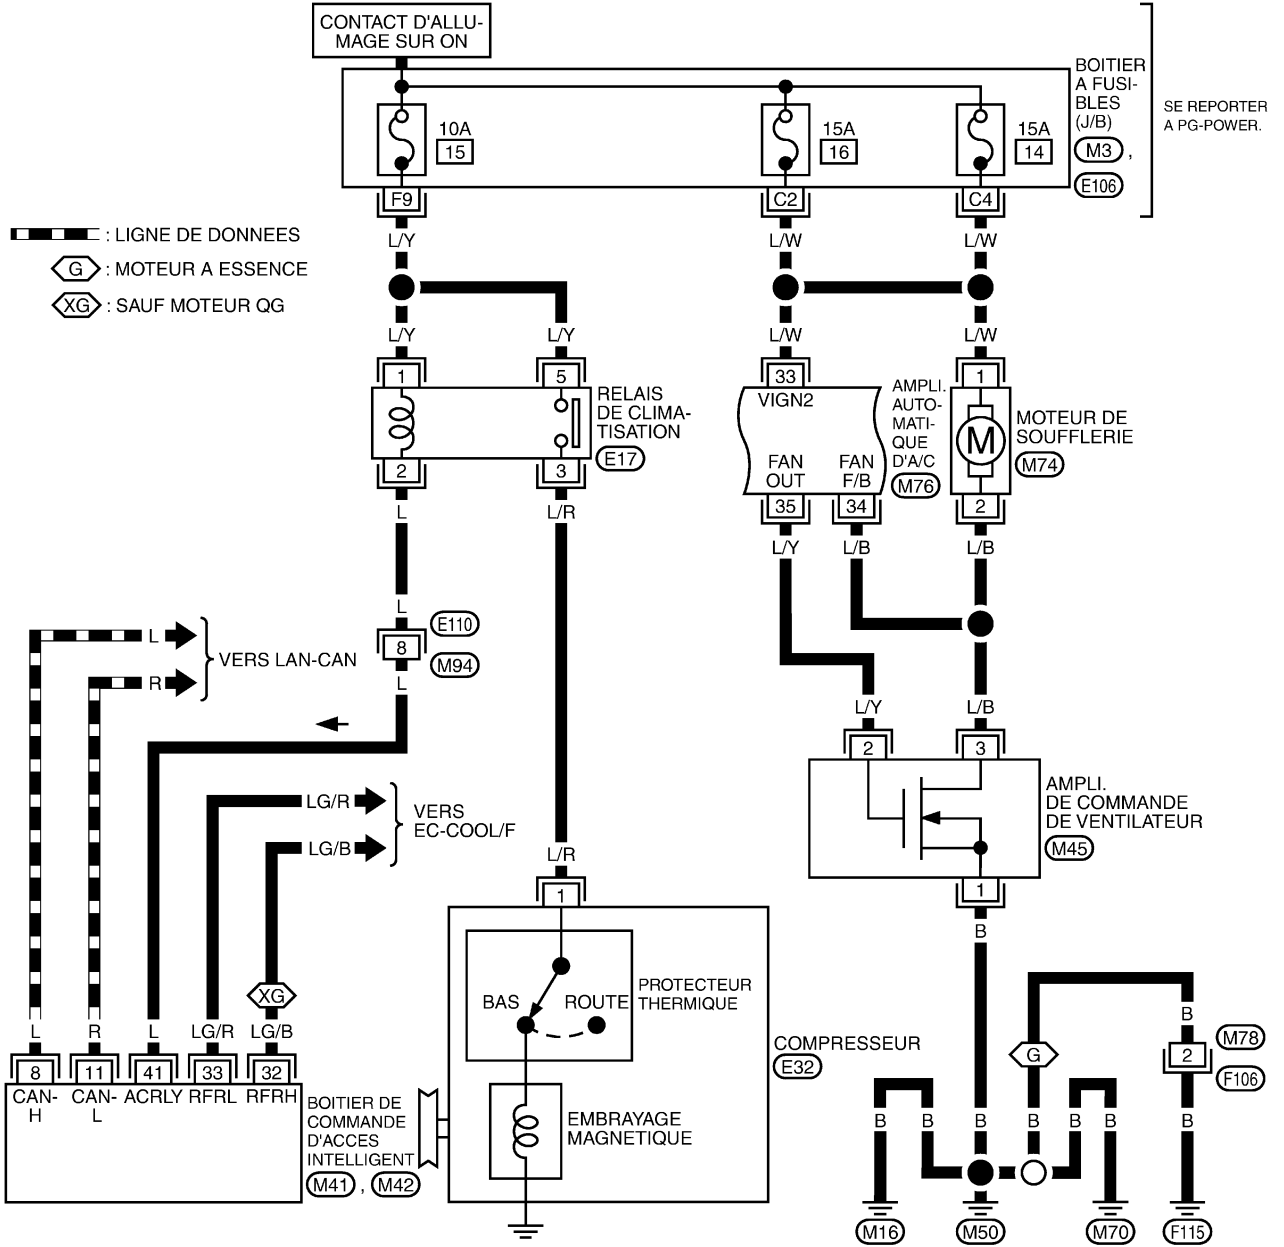 CONTACT D'ALLU-
MAGE SUR ON
BOITIER
A FUSI-
BLES
(J/B)
M3 ,
E106
SE REPORTER
A PG-POWER.
10A
15
15A
16
15A
14
F9
C2
C4
: LIGNE DE DONNEES
G : MOTEUR A ESSENCE
XG : SAUF MOTEUR QG
L/Y
L/W
L/W
L/Y
L/Y
L/W
L/W
1
5
33
1
RELAIS
DE CLIMA-
TISATION
E17
VIGN2
FAN
OUT
FAN
F/B
AMPLI.
AUTO-
MATI-
QUE
D'A/C
M76
M
MOTEUR DE
SOUFFLERIE
M74
2
3
35
34
2
L
L/R
L/Y
L/B
L/B
L
E110
8
M94
L
L
R
VERS LAN-CAN
L/Y
L/B
2
3
AMPLI.
DE COMMANDE
DE VENTILATEUR
M45
1
LG/R
LG/B
VERS
EC-COOL/F
L/R
1
B
BAS
ROUTE
PROTECTEUR
THERMIQUE
COMPRESSEUR
E32
EMBRAYAGE
MAGNETIQUE
XG
L
R
L
LG/R
LG/B
8
11
41
33
32
CAN-
H
CAN-
L
ACRLY
RFRL
RFRH
BOITIER DE
COMMANDE
D'ACCES
INTELLIGENT
M41 , M42
B
M78
G
2
F106
B
B
B
B
B
B
M16
M50
M70
F115